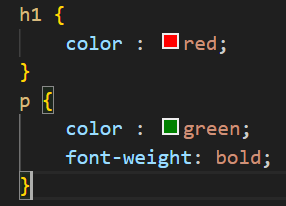 h1 {
    color : red;
}
p {
    color : green;
    font-weight: bold;
}